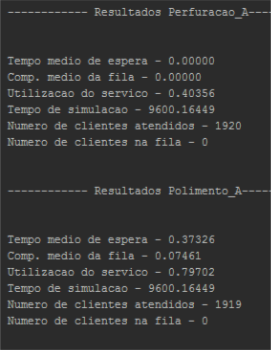 ------------ Resultados Perfuracao_A----
Tempo medio de espera - 0.00000
Comp. medio da fila - 0.00000
Utilizacao do servico - 0.40356
Tempo de simulacao - 9600.16449
Numero de clientes atendidos - 1920
Numero de clientes na fila - 0
------------ Resultados Polimento_A-----
Tempo medio de espera - 0.37326
Comp. medio da fila - 0.07461
Utilizacao do servico - 0.79702
Tempo de simulacao - 9600.16449
Numero de clientes atendidos - 1919
Numero de clientes na fila - 0